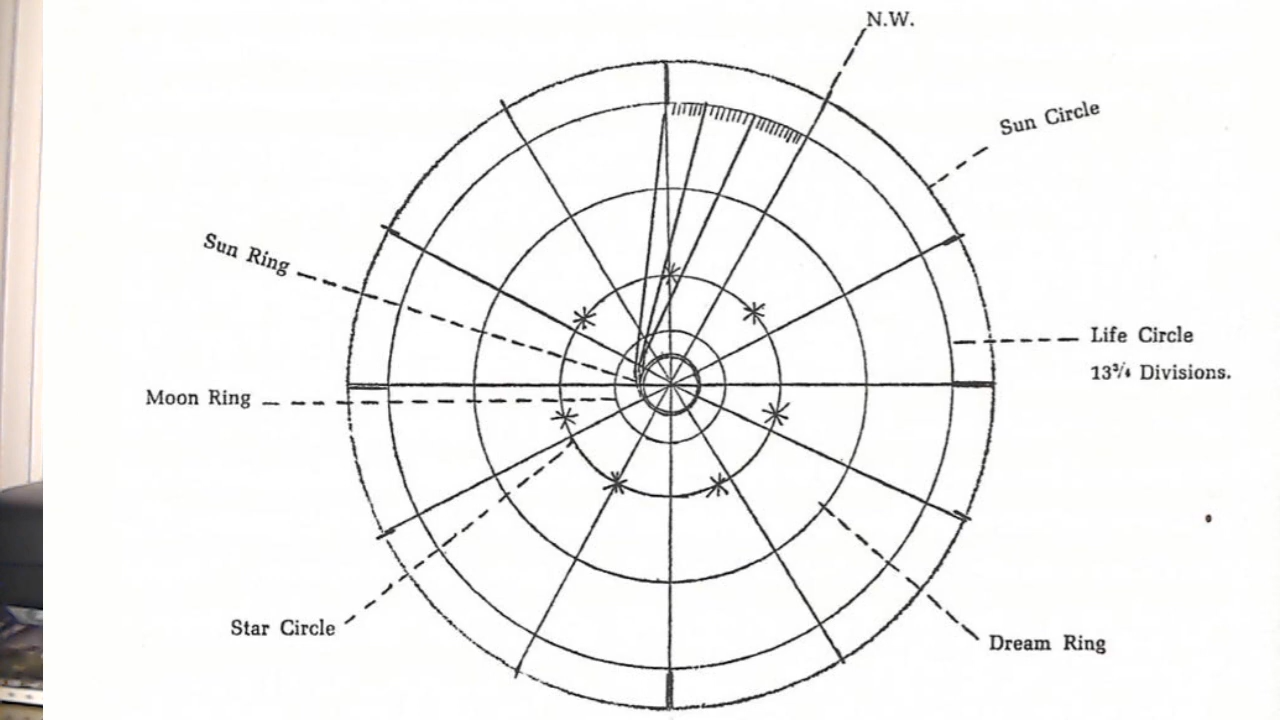 N.W.
Sun Circle
Sun Ring
Life Circle
13³/₄ Divisions.
Moon Ring
Star Circle
Dream Ring